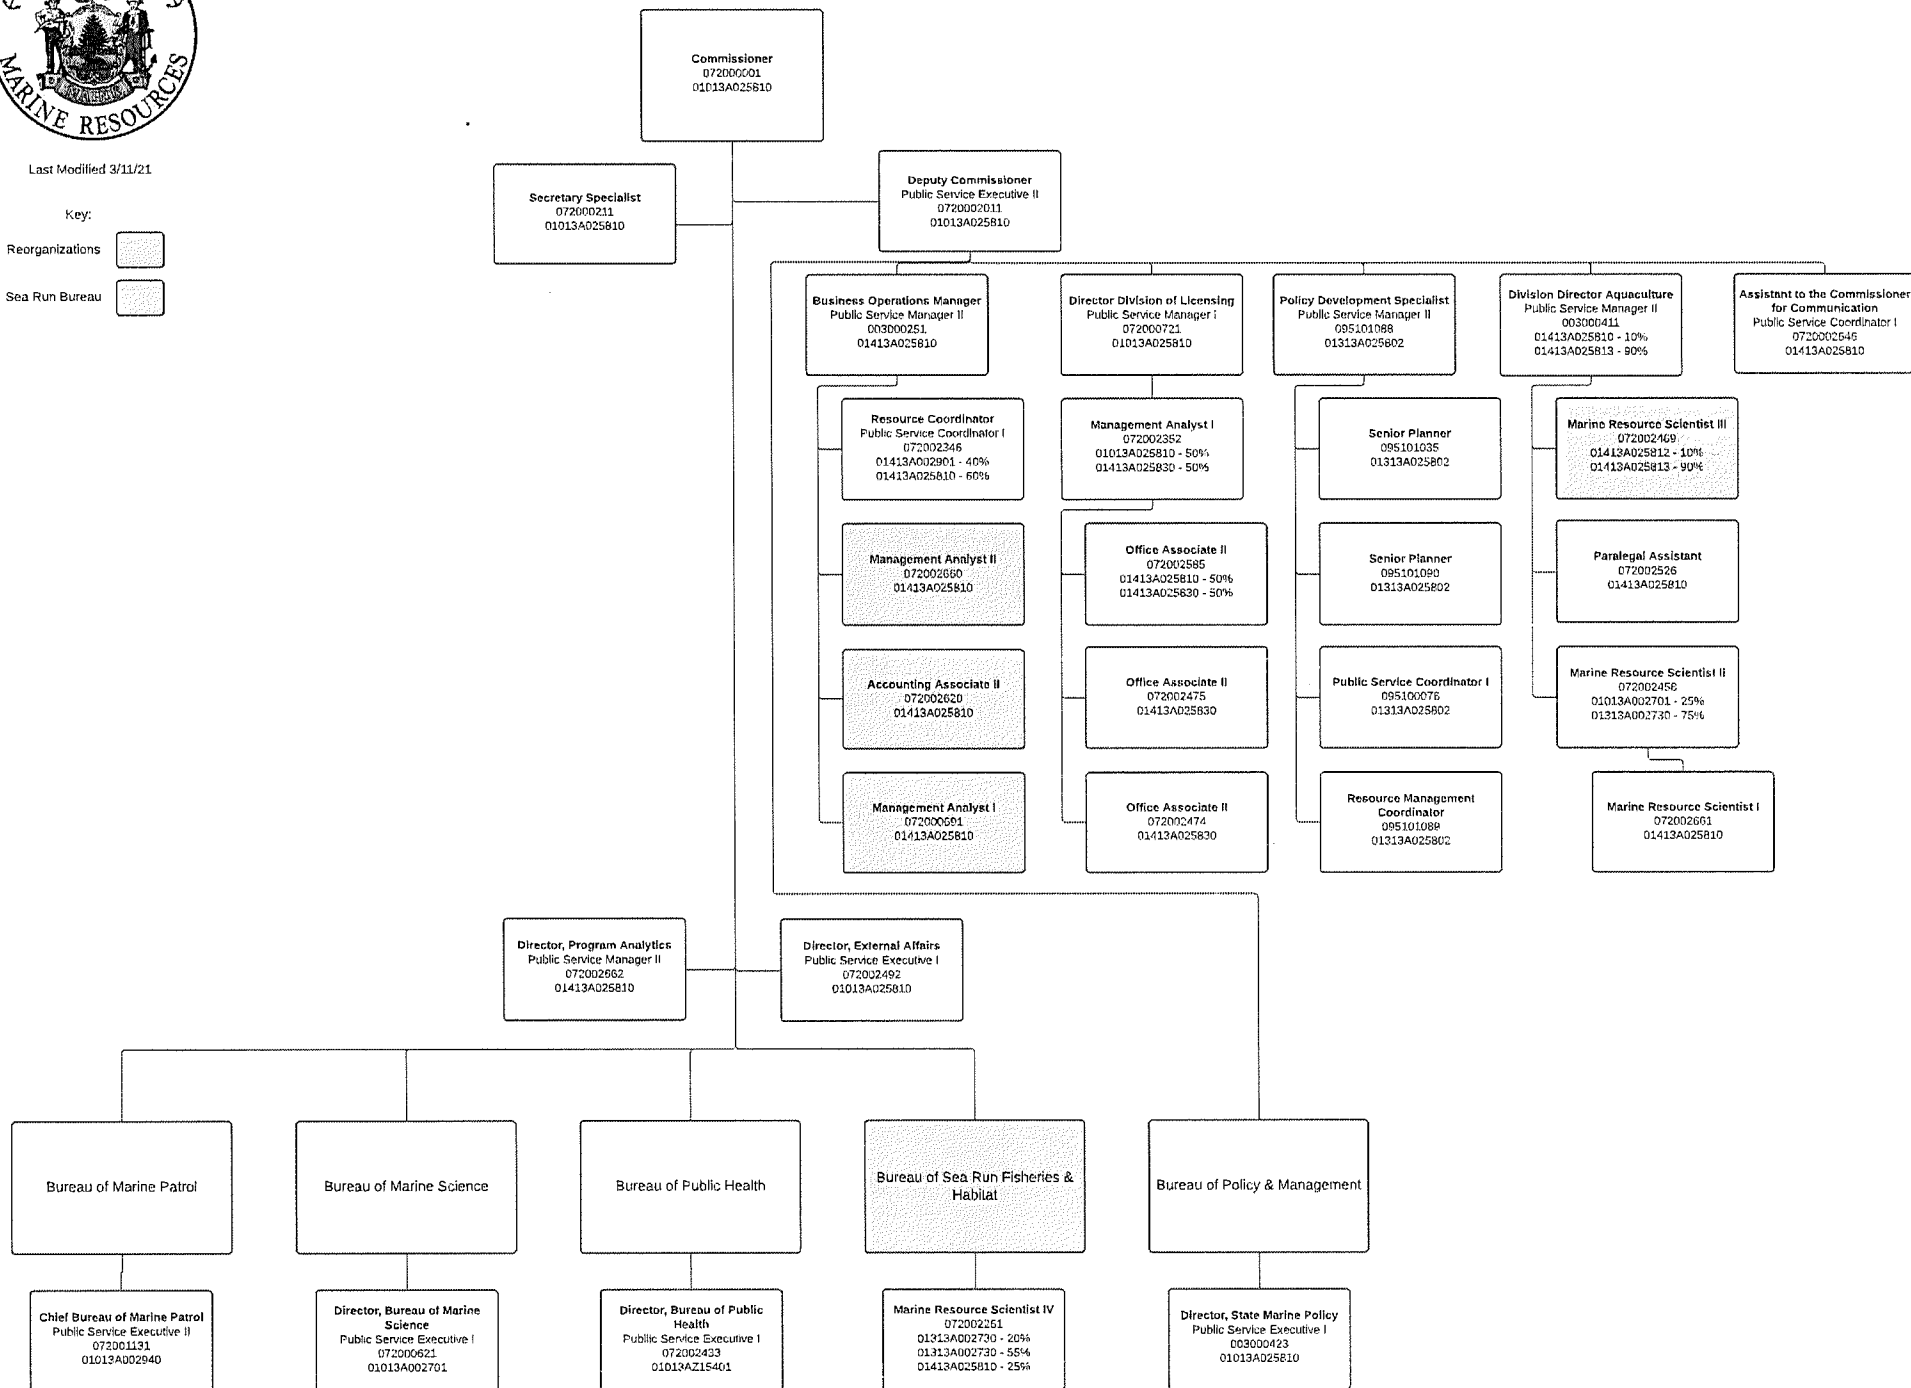 MARINE RESOURCES
Last Modified 3/11/21
Key:
Reorganizations
Sea Run Bureau
Commissioner
072000001
01013A025810
Secretary Specialist
072000211
01013A025810
Deputy Commissioner
Public Service Executive II
0720002011
01013A025810
Business Operations Manager
Public Service Manager II
003000251
01413A025810
Director Division of Licensing
Public Service Manager I
072000721
01013A025810
Policy Development Specialist
Public Service Manager II
095101088
01313A025802
Division Director Aquaculture
Public Service Manager II
003000411
01413A025810 - 10%
01413A025813 - 90%
Assistant to the Commissioner
for Communication
Public Service Coordinator I
0720002646
01413A025810
Resource Coordinator
Public Service Coordinator I
072002346
01413A002901 - 40%
01413A025810 - 60%
Management Analyst II
072002660
01413A025810
Accounting Associate II
072002620
01413A025810
Management Analyst I
072000691
01413A025810
Management Analyst I
072002352
01013A025810 - 50%
01413A025830 - 50%
Office Associate II
072002585
01413A025810 - 50%
01413A025830 - 50%
Office Associate II
072002475
01413A025830
Office Associate II
072002474
01413A025830
Senior Planner
095101035
01313A025802
Senior Planner
095101090
01313A025802
Public Service Coordinator I
095100076
01313A025802
Resource Management
Coordinator
095101089
01313A025802
Marine Resource Scientist III
072002469
01413A025812 - 10%
01413A025813 - 90%
Paralegal Assistant
072002526
01413A025810
Marine Resource Scientist II
072002458
01013A002701 - 25%
01313A002730 - 75%
Marine Resource Scientist I
072002661
01413A025810
Director, Program Analytics
Public Service Manager II
072002662
01413A025810
Director, External Affairs
Public Service Executive I
072002492
01013A025810
Bureau of Marine Patrol
Bureau of Marine Science
Bureau of Public Health
Bureau of Sea Run Fisheries &
Habitat
Bureau of Policy & Management
Chief Bureau of Marine Patrol
Public Service Executive II
072001131
01013A002940
Director, Bureau of Marine
Science
Public Service Executive I
072000621
01013A002701
Director, Bureau of Public
Health
Public Service Executive I
072002433
01013AZ15401
Marine Resource Scientist IV
072002261
01313A002730 - 20%
01313A002730 - 55%
01413A025810 - 25%
Director, State Marine Policy
Public Service Executive I
003000423
01013A025810